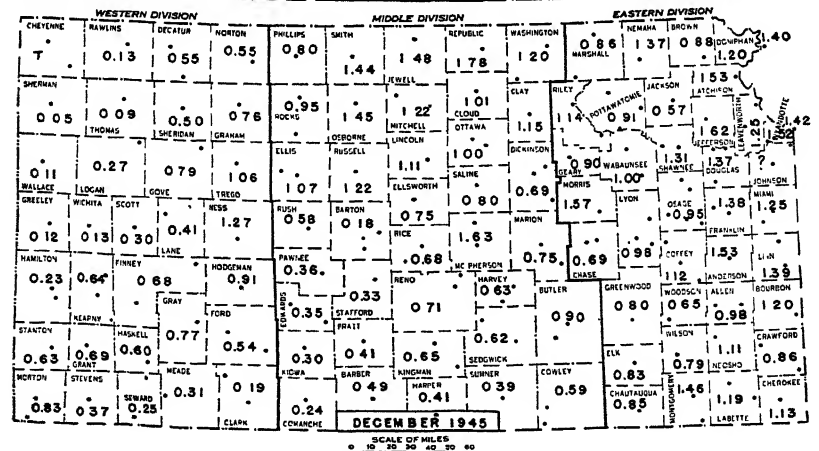 WESTERN DIVISION MIDDLE DIVISION EASTERN DIVISION
CHEYENNE RAWLINS DECATUR NORTON PHILLIPS SMITH REPUBLIC WASHINGTON NEMAHA BROWN
T 0.13 0.55 0.55 0.80 1.44 1.48 1.78 1.20 0.86 1.37 0.88 DONIPHAN 1.40
JEWELL MARSHALL 1.20
SHERMAN CLAY RILEY JACKSON 1.53
0.05 0.09 0.50 0.76 0.95 1.45 1.22 1.01 1.15 1.14 POTTAWATCHIE 0.91 0.57 ATCHISON
THOMAS SHERIDAN GRAHAM ROCKS OSBORNE MITCHELL CLOUD 1.62 LEAVENWORTH 1.25 1.42
ELLIS RUSSELL LINCOLN OTTAWA DICKINSON JEFFERSON
0.11 0.27 0.79 1.06 1.07 1.22 1.11 1.00 0.69 GEARY 0.90 WABAUNSEE 1.00 1.31 SHAWNEE 1.37 DOUGLAS ?
WALLACE LOGAN GOVE TREGO ELLSWORTH SALINE MORRIS JOHNSON
GREELEY WICHITA SCOTT NESS RUSH BARTON 0.75 0.80 LYON OSAGE MIAMI
0.12 0.13 0.30 0.41 1.27 0.58 0.18 1.57 0.95 1.38 1.25
LANE RICE 1.63 MARION FRANKLIN
HAMILTON FINNEY HODGEMAN PAWNEE 0.68 MC PHERSON 0.75 0.69 0.98 COFFEY 1.53 LINN
0.23 0.64 0.68 0.91 0.36 RENO HARVEY CHASE 1.12 ANDERSON 1.39
KEARNY GRAY EDWARDS 0.35 0.33 0.71 0.63 BUTLER GREENWOOD WOODSON ALLEN BOURBON
FORD STAFFORD 0.90 0.80 0.65 0.98 1.20
STANTON HASKELL 0.77 0.54 PRATT 0.62 WILSON CRAWFORD
0.63 0.69 0.60 0.30 0.41 0.65 SEDGWICK ELK 0.79 1.11 0.86
GRANT MEADE KIOWA BARBER KINGMAN SUMNER COWLEY 0.83 NEOSHO
MORTON STEVENS SEWARD 0.31 0.19 0.49 HARPER 0.39 0.59 CHAUTAUQUA MONTGOMERY 1.46 1.19 CHEROKEE
0.83 0.37 0.25 CLARK 0.24 0.41 0.85 LABETTE 1.13
COMANCHE DECEMBER 1945
SCALE OF MILES
0 10 20 30 40 50 60